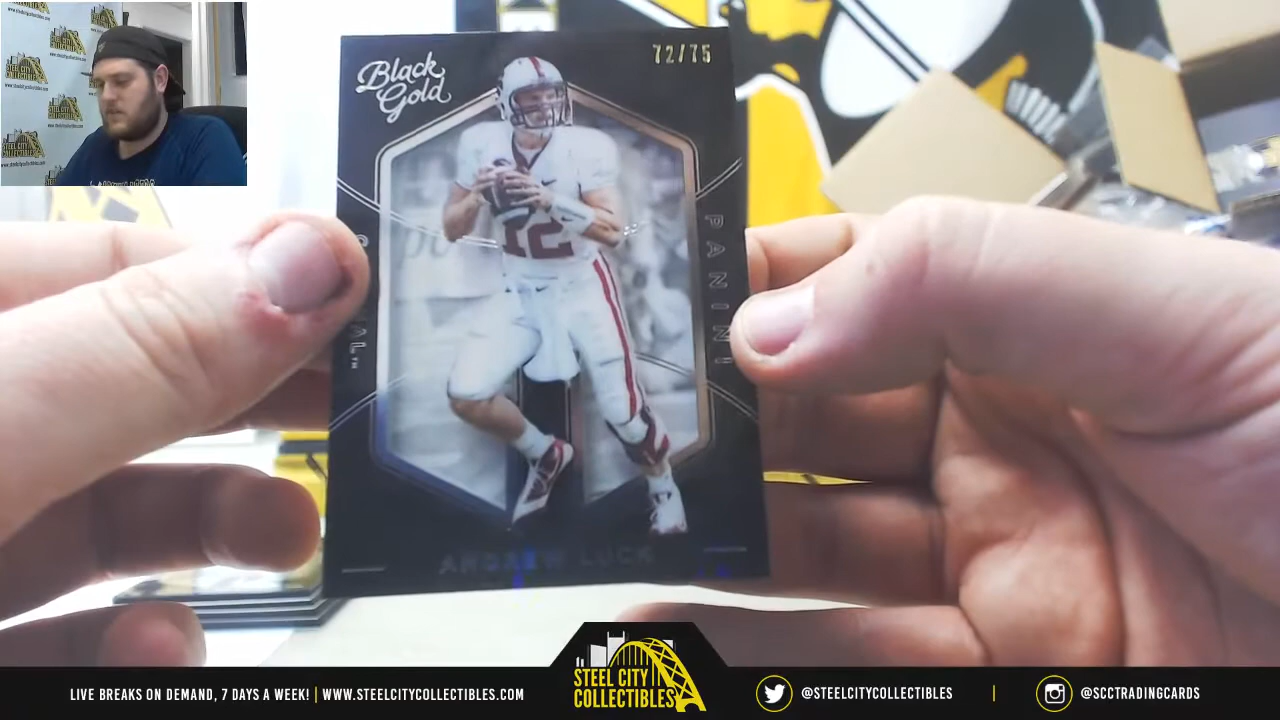 Black
Gold
72/75
PANINI
12
ANDREW LUCK
STEEL CITY
COLLECTIBLES
LIVE BREAKS ON DEMAND, 7 DAYS A WEEK! | WWW.STEELCITYCOLLECTIBLES.COM
@STEELCITYCOLLECTIBLES
@SCCTRADINGCARDS